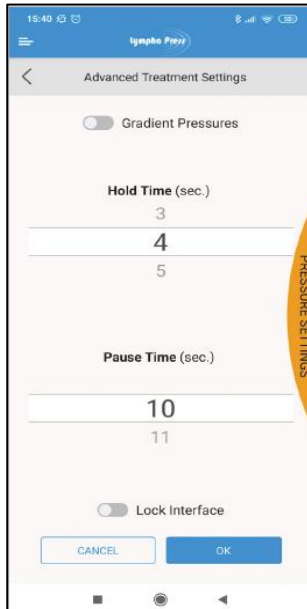 15:40
Lympha Press
Advanced Treatment Settings
Gradient Pressures
Hold Time (sec.)
3
4
5
PRESSURE SETTINGS
Pause Time (sec.)
10
11
Lock Interface
CANCEL
OK